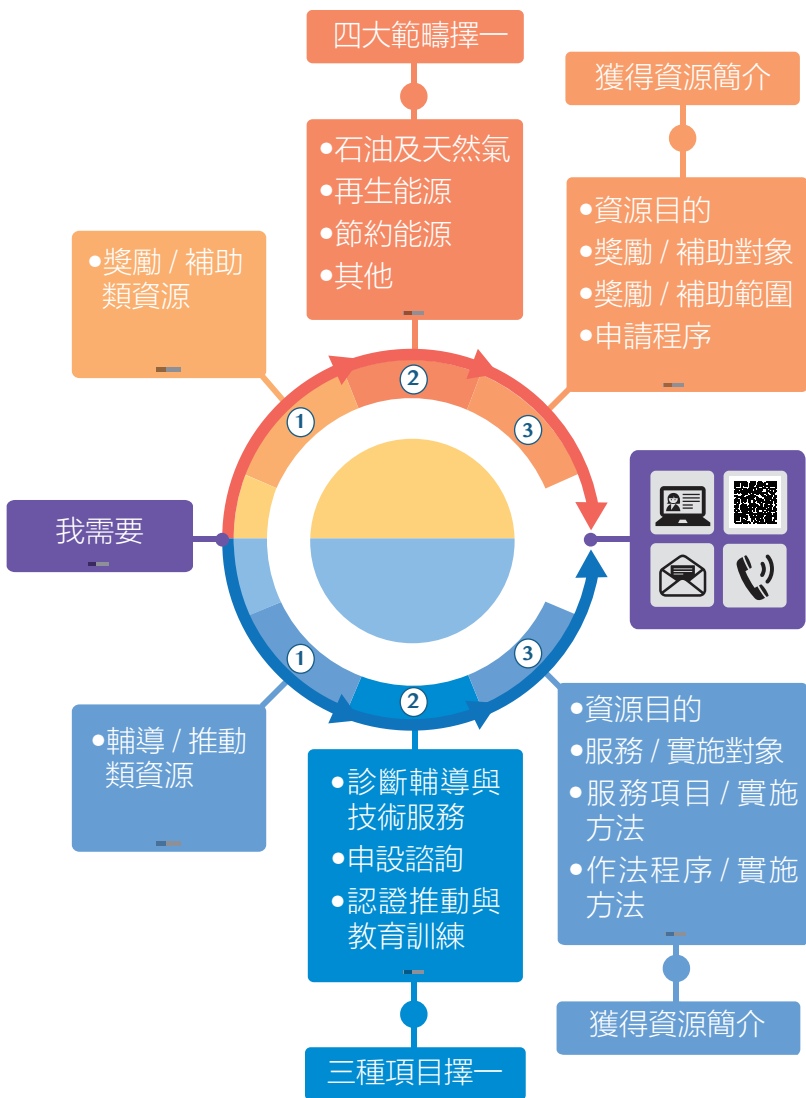 四大範疇擇一
獲得資源簡介
•石油及天然氣
•再生能源
•節約能源
•其他
•資源目的
•獎勵 / 補助對象
•獎勵 / 補助範圍
•申請程序
•獎勵 / 補助
類資源
1
2
3
我需要
1
2
3
•輔導 / 推動
類資源
•診斷輔導與
技術服務
•申設諮詢
•認證推動與
教育訓練
•資源目的
•服務 / 實施對象
•服務項目 / 實施
方法
•作法程序 / 實施
方法
獲得資源簡介
三種項目擇一